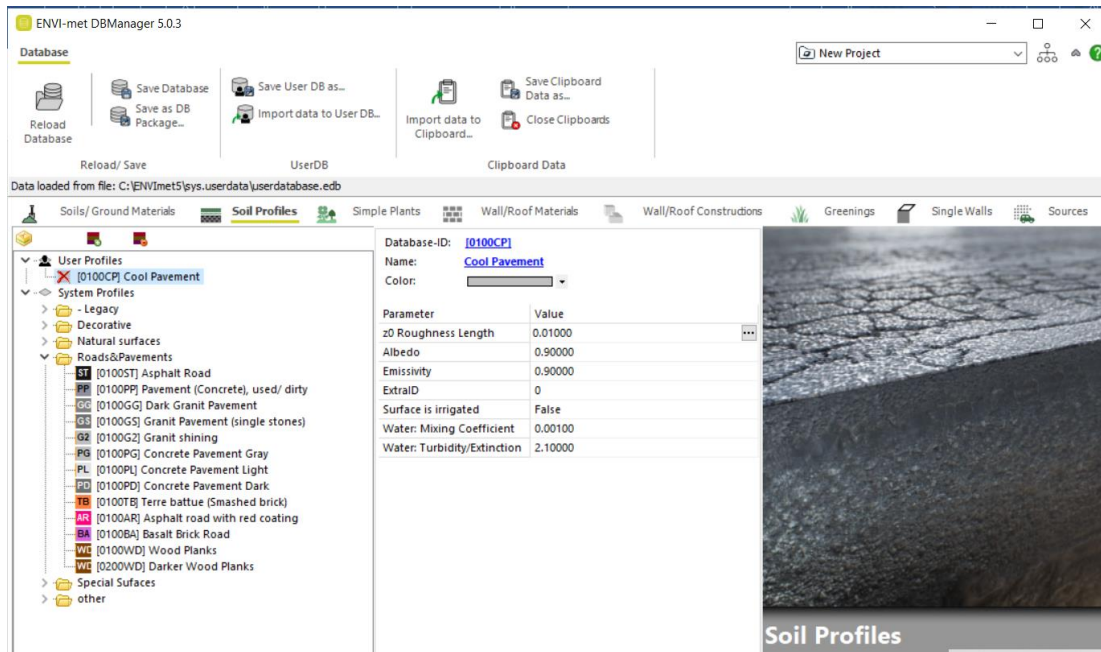 ENVI-met DBManager 5.0.3
Database
New Project
Reload Database
Save Database
Save as DB Package...
Reload/ Save
Save User DB as...
Import data to User DB...
UserDB
Import data to Clipboard...
Save Clipboard Data as...
Close Clipboards
Clipboard Data
Data loaded from file: C:\ENVImet5\sys.userdata\userdatabase.edb
Soils/ Ground Materials Soil Profiles Simple Plants Wall/Roof Materials Wall/Roof Constructions Greenings Single Walls Sources
User Profiles
[0100CP] Cool Pavement
System Profiles
- Legacy
Decorative
Natural surfaces
Roads&Pavements
ST [0100ST] Asphalt Road
PP [0100PP] Pavement (Concrete), used/ dirty
GG [0100GG] Dark Granit Pavement
GS [0100GS] Granit Pavement (single stones)
G2 [0100G2] Granit shining
PG [0100PG] Concrete Pavement Gray
PL [0100PL] Concrete Pavement Light
PD [0100PD] Concrete Pavement Dark
TB [0100TB] Terre battue (Smashed brick)
AR [0100AR] Asphalt road with red coating
BA [0100BA] Basalt Brick Road
WD [0100WD] Wood Planks
WD [0200WD] Darker Wood Planks
Special Sufaces
other
Database-ID: [0100CP]
Name: Cool Pavement
Color:
Parameter Value
z0 Roughness Length 0.01000 ...
Albedo 0.90000
Emissivity 0.90000
ExtraID 0
Surface is irrigated False
Water: Mixing Coefficient 0.00100
Water: Turbidity/Extinction 2.10000
Soil Profiles